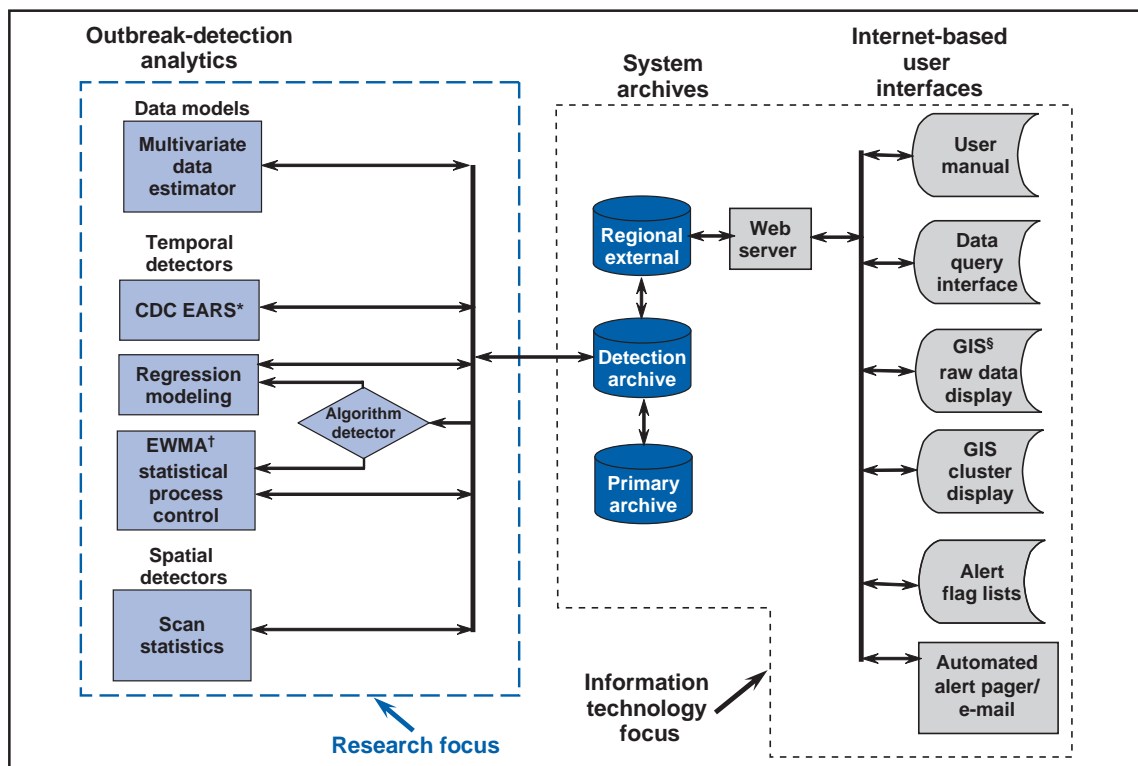 Outbreak-detection
analytics
Data models
Multivariate
data
estimator
Temporal
detectors
CDC EARS*
Regression
modeling
Algorithm
detector
EWMA†
statistical
process
control
Spatial
detectors
Scan
statistics
Research focus
System
archives
Regional
external
Detection
archive
Primary
archive
Web
server
Information
technology
focus
Internet-based
user
interfaces
User
manual
Data
query
interface
GIS§
raw data
display
GIS
cluster
display
Alert
flag lists
Automated
alert pager/
e-mail